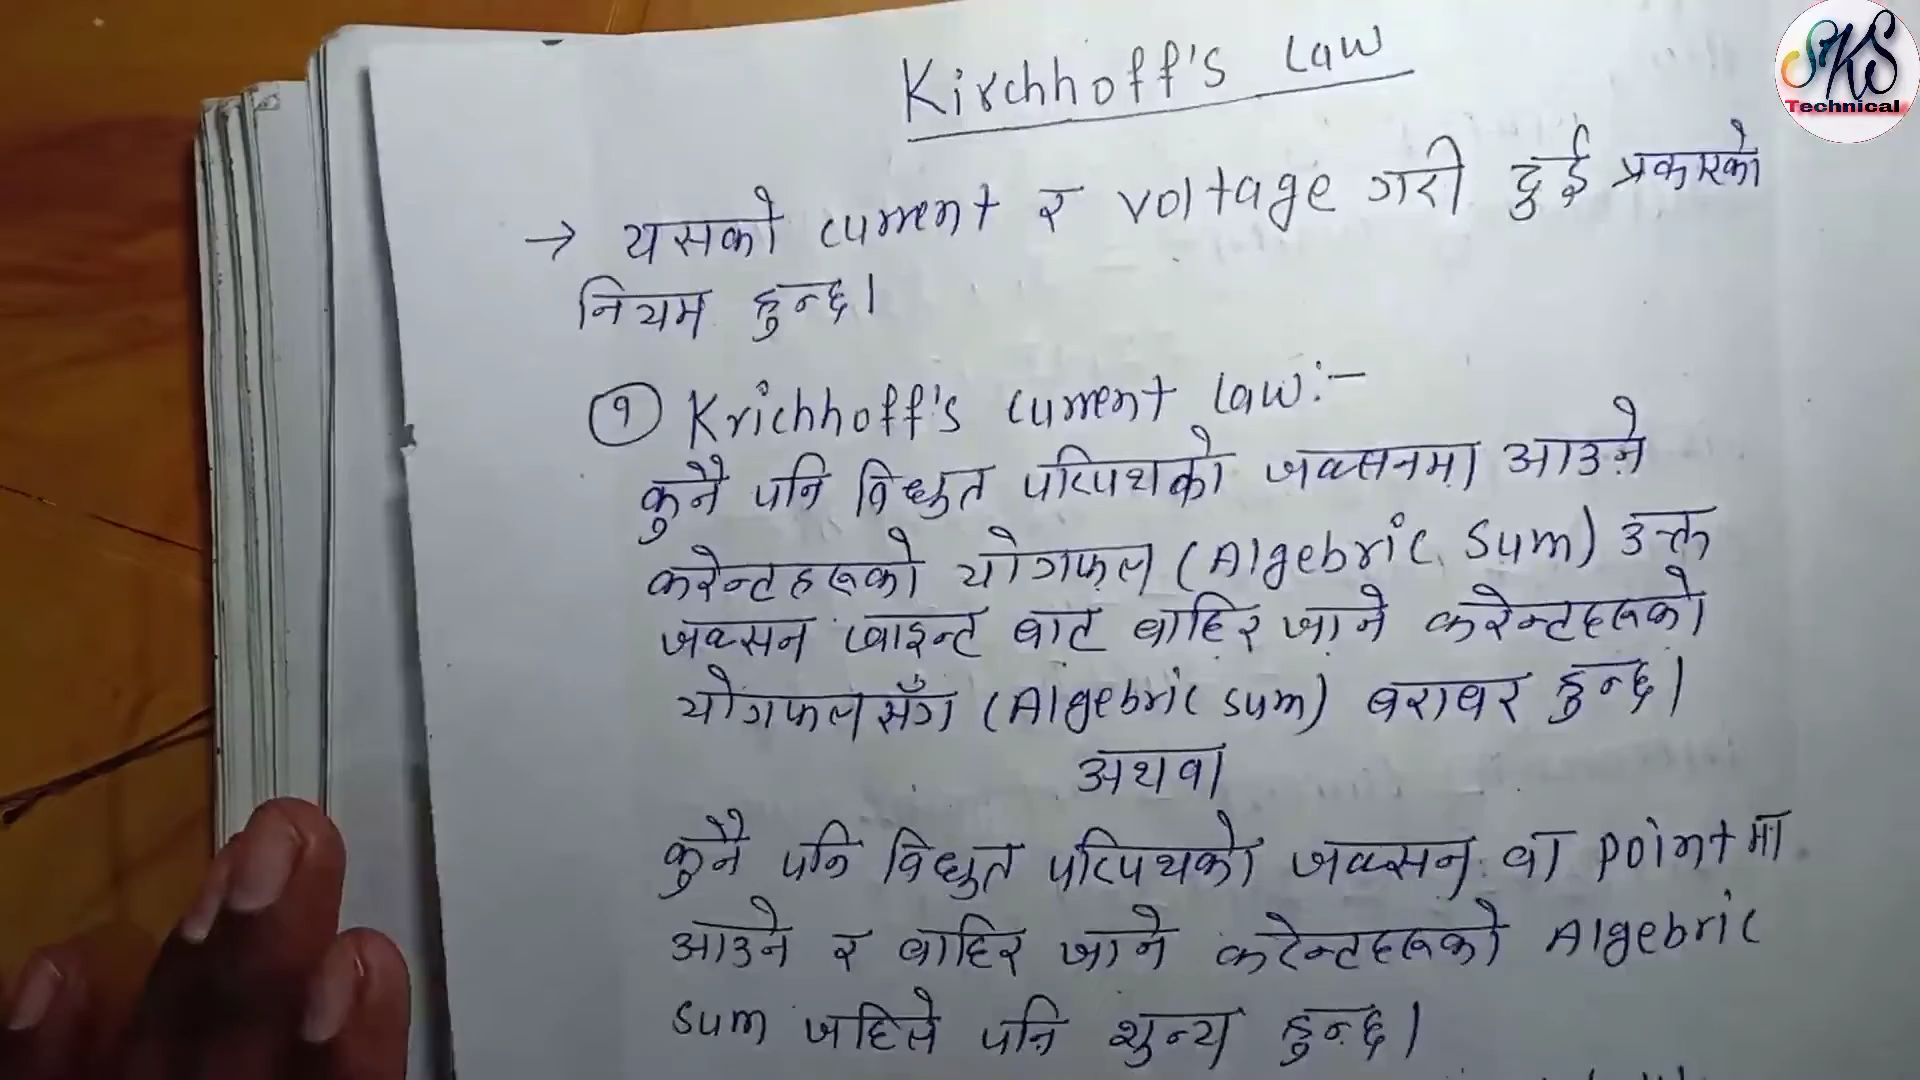 SKS
Technical
Kirchhoff's Law
→ यसको current र voltage गरी दुई प्रकारको
नियम हुन्छ।
१ Krichhoff's current law:-
कुनै पनि विधुत परिपथको जक्सनमा आउने
करेन्टहरूको योगफल (Algebric Sum) उक्त
जक्सन प्वाइन्ट बाट बाहिर जाने करेन्टहरूको
योगफलसँग (Algebric sum) बराबर हुन्छ।
अथवा
कुनै पनि विधुत परिपथको जक्सन वा point मा
आउने र बाहिर जाने करेन्टहरूको Algebric
sum जहिले पनि शुन्य हुन्छ।